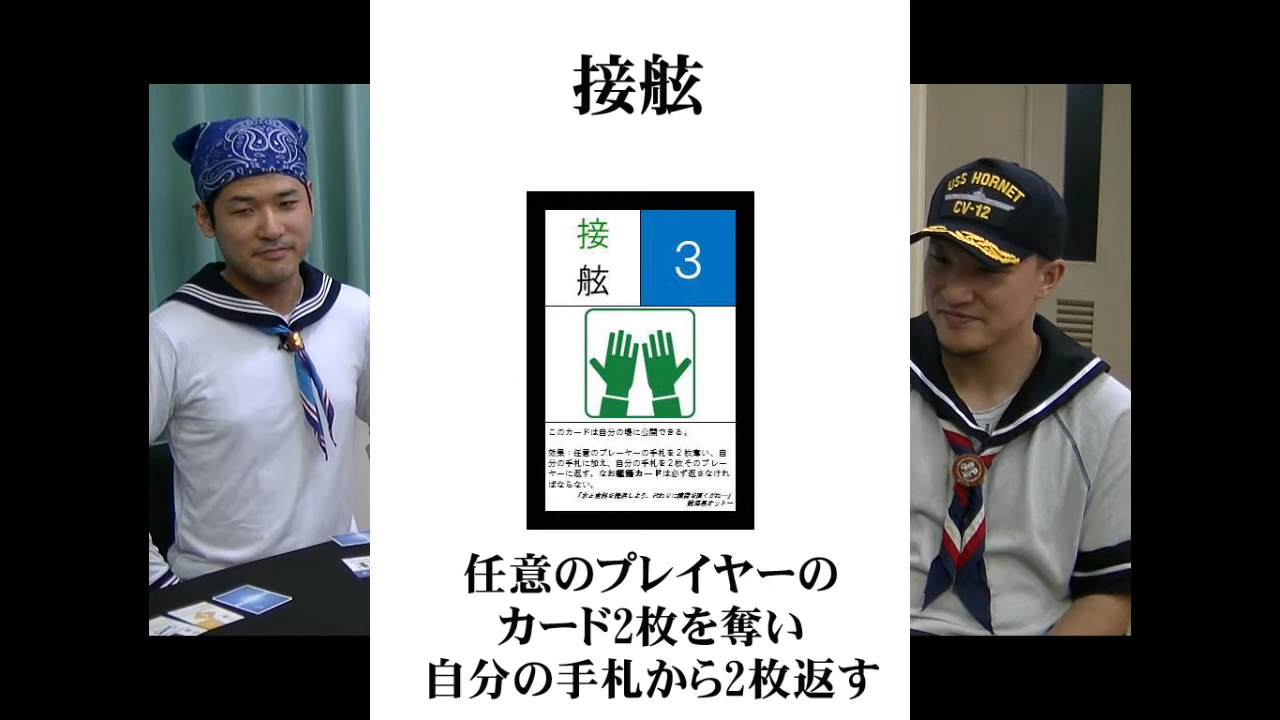 接舷
接
舷
3
このカードは自分の場に公開できる。
効果：任意のプレーヤーの手札を２枚奪い、自
分の手札に加え、自分の手札を２枚そのプレー
ヤーに返す。なお
カードは必ず返さなけれ
ばならない。
任意のプレイヤーの
カード2枚を奪い
自分の手札から2枚返す
USS HORNET
CV-12